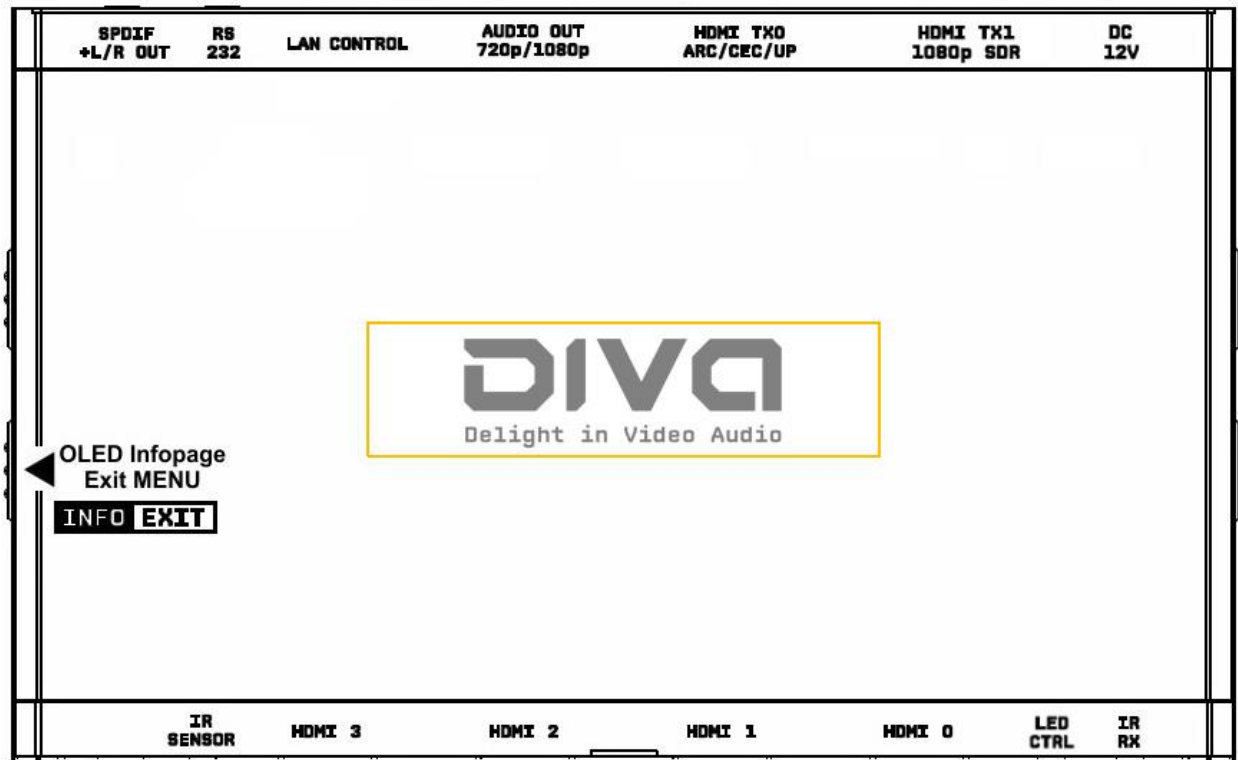 SPDIF
+L/R OUT
RS
232
LAN CONTROL
AUDIO OUT
720p/1080p
HDMI TX0
ARC/CEC/UP
HDMI TX1
1080p SDR
DC
12V
DIVA
Delight in Video Audio
OLED Infopage
Exit MENU
INFO EXIT
IR
SENSOR
HDMI 3
HDMI 2
HDMI 1
HDMI 0
LED
CTRL
IR
RX